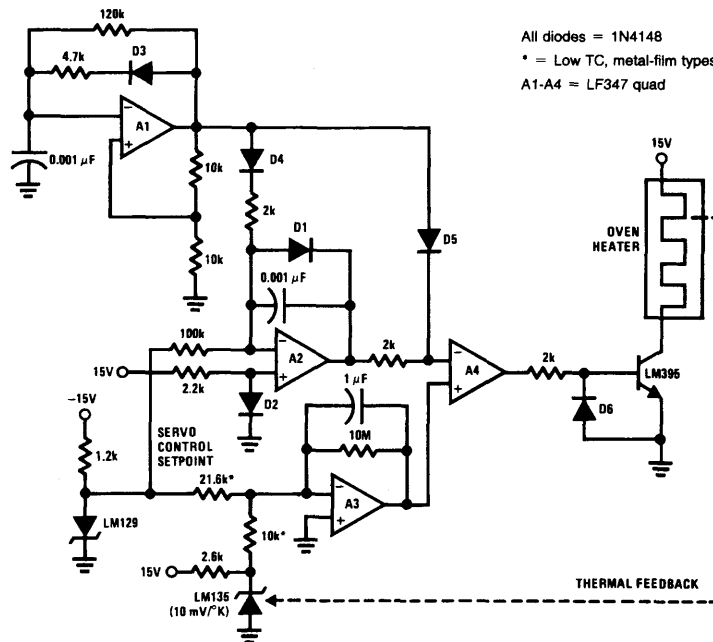 120k
All diodes = 1N4148
* = Low TC, metal-film types
A1-A4 = LF347 quad
D3
4.7k
15V
A1
0.001 μF
10k
D4
2k
10k
D1
D5
OVEN
HEATER
0.001 μF
100k
A2
2k
A4
2k
LM395
15V
2.2k
D2
1 μF
D6
-15V
10M
SERVO
CONTROL
SETPOINT
1.2k
21.6k*
A3
LM129
10k*
2.6k
15V
THERMAL FEEDBACK
LM135
(10 mV/°K)